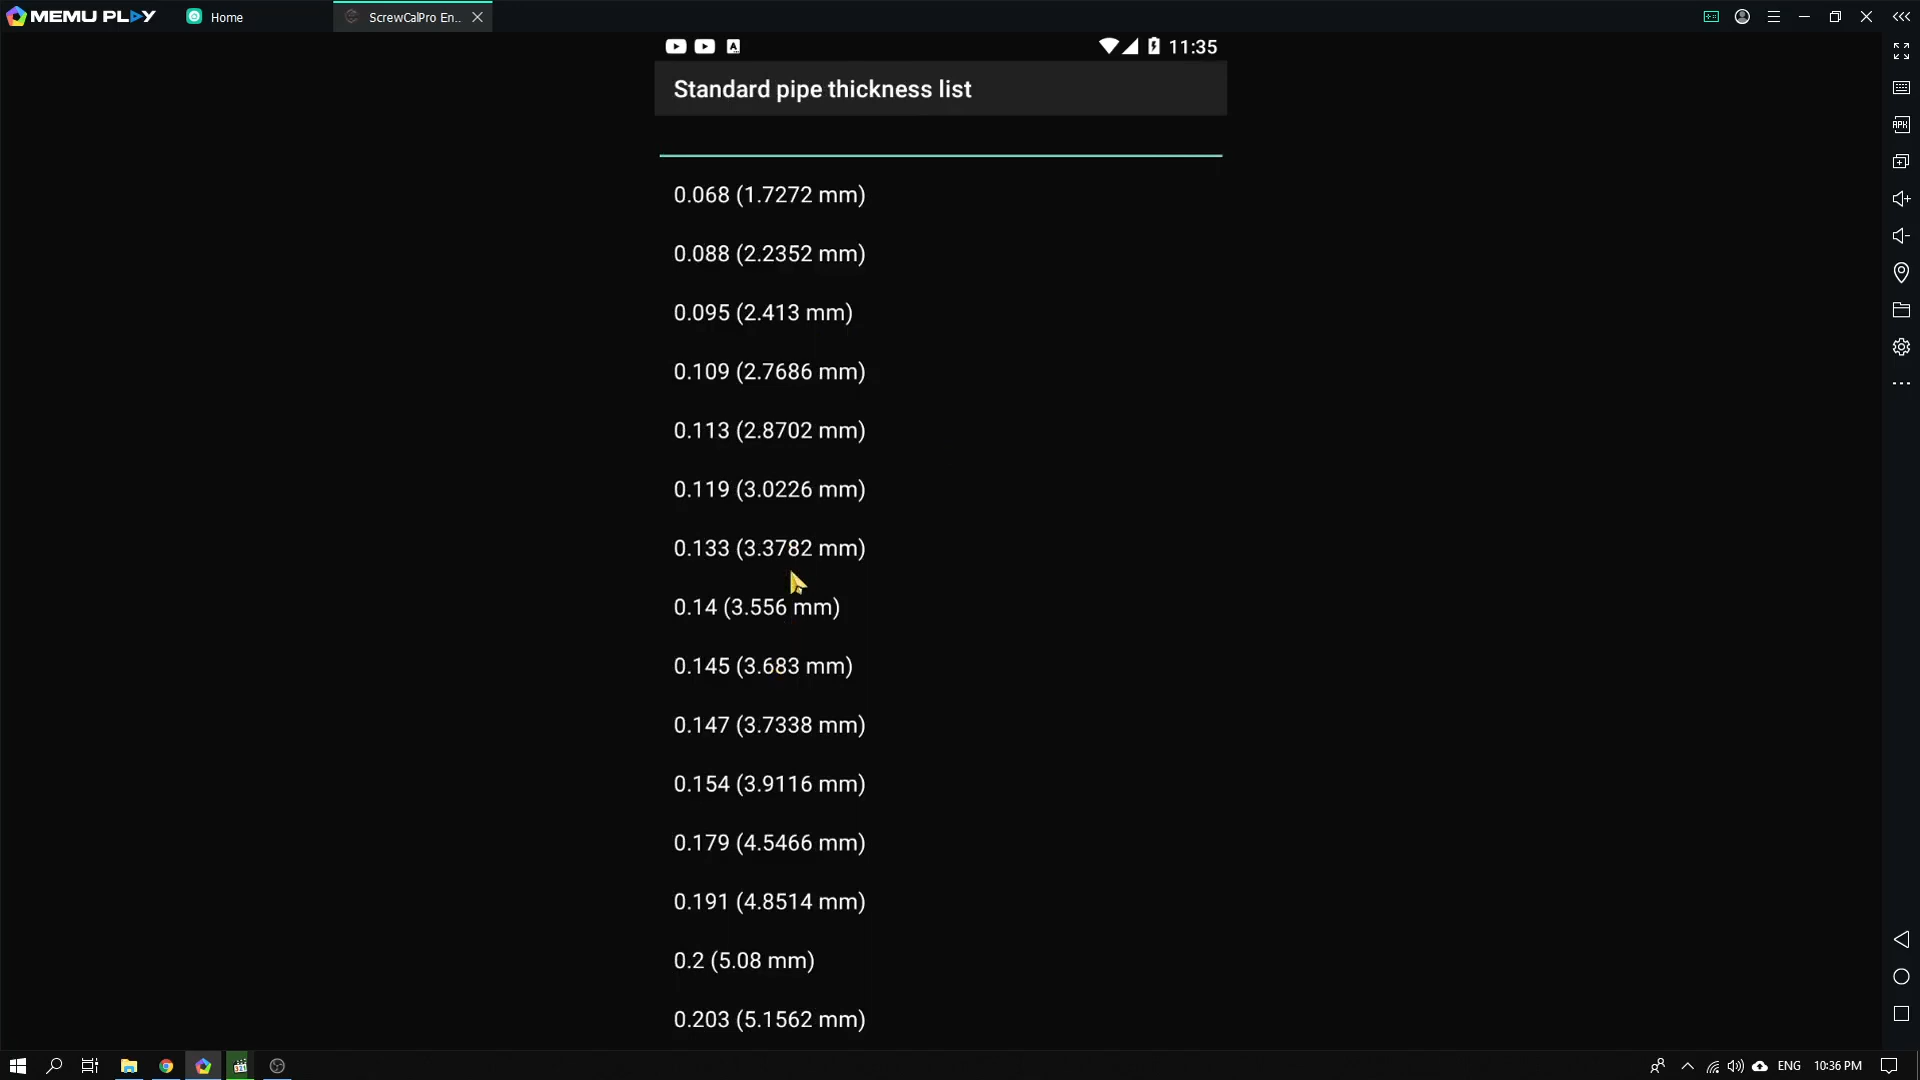 MEMU PLAY
Home
ScrewCalPro En..
11:35
Standard pipe thickness list
0.068 (1.7272 mm)
0.088 (2.2352 mm)
0.095 (2.413 mm)
0.109 (2.7686 mm)
0.113 (2.8702 mm)
0.119 (3.0226 mm)
0.133 (3.3782 mm)
0.14 (3.556 mm)
0.145 (3.683 mm)
0.147 (3.7338 mm)
0.154 (3.9116 mm)
0.179 (4.5466 mm)
0.191 (4.8514 mm)
0.2 (5.08 mm)
0.203 (5.1562 mm)
ENG
10:36 PM